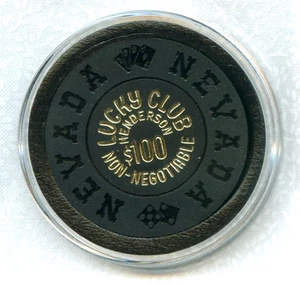 NEVADA
NEVADA
LUCKY CLUB
HENDERSON
$100
NON-NEGOTIABLE